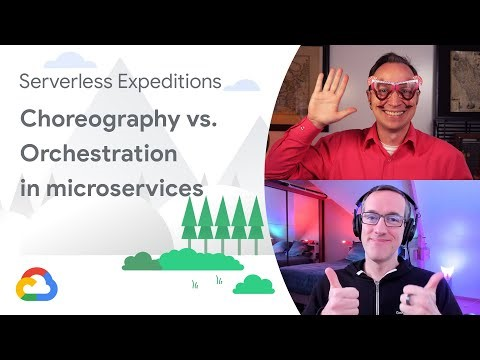 Serverless Expeditions
Choreography vs.
Orchestration
in microservices